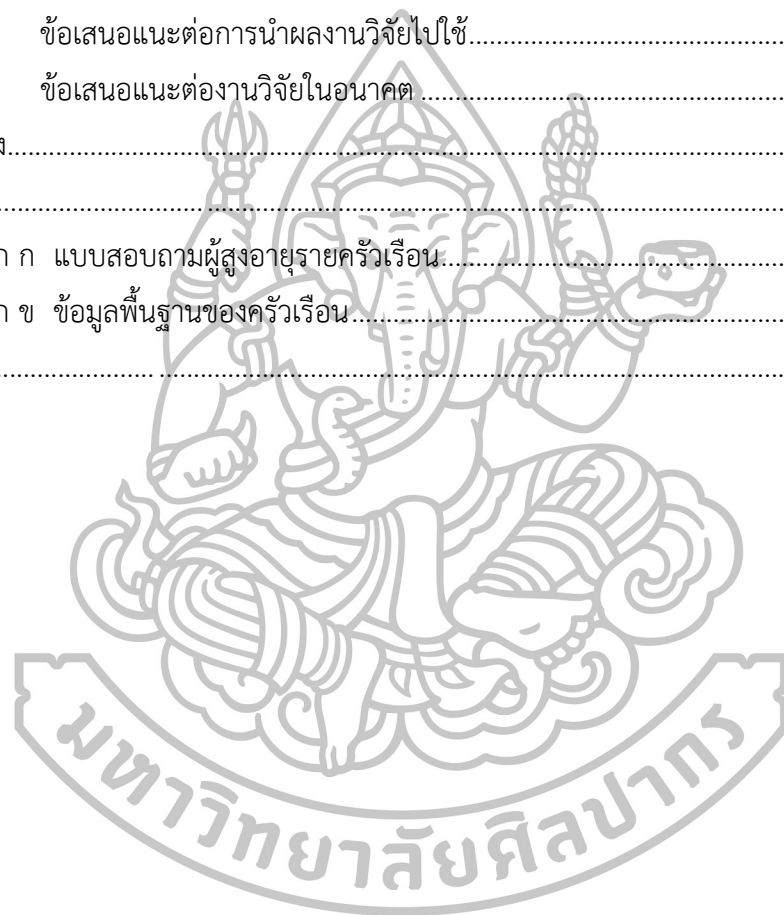 ข้อเสนอแนะต่อการนำผลงานวิจัยไปใช้........................................
ข้อเสนอแนะต่องานวิจัยในอนาคต ........................................
ง........................................
........................................
ก ก แบบสอบถามผู้สูงอายุรายครัวเรือน........................................
ก ข ข้อมูลพื้นฐานของครัวเรือน........................................
........................................
มหาวิทยาลัยศิลปากร